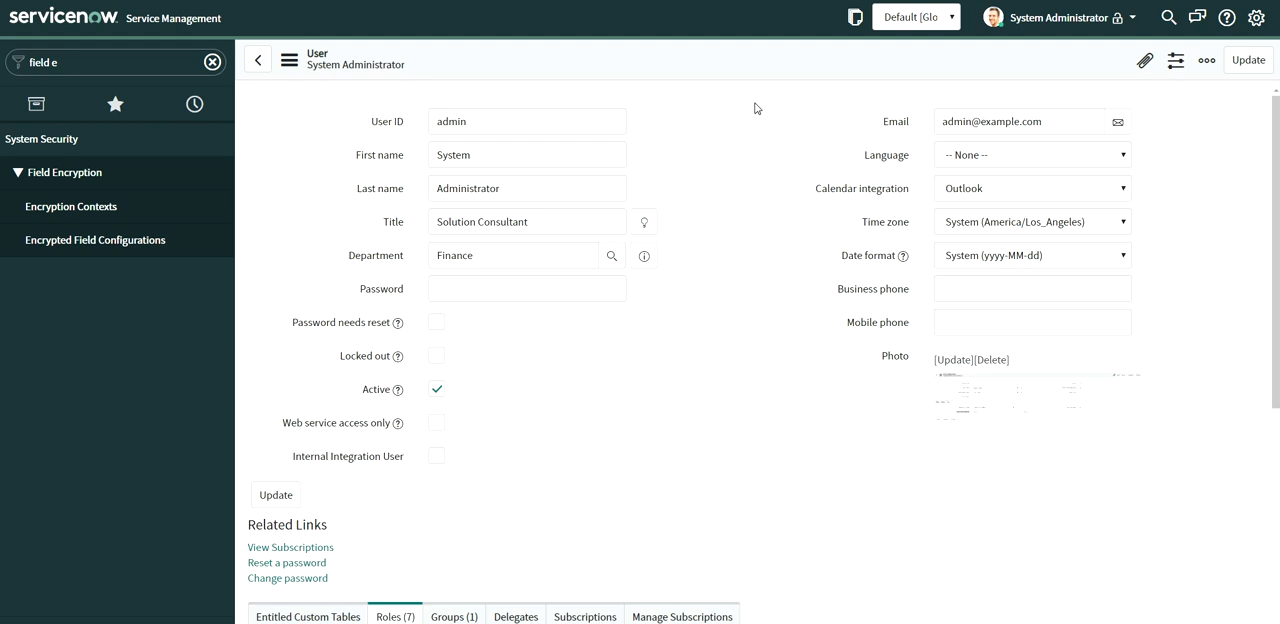 servicenow Service Management
Default [Glo
System Administrator
field e
System Security
Field Encryption
Encryption Contexts
Encrypted Field Configurations
User
System Administrator
Update
User ID admin
First name System
Last name Administrator
Title Solution Consultant
Department Finance
Password
Password needs reset
Locked out
Active
Web service access only
Internal Integration User
Email admin@example.com
Language -- None --
Calendar integration Outlook
Time zone System (America/Los_Angeles)
Date format System (yyyy-MM-dd)
Business phone
Mobile phone
Photo [Update][Delete]
Update
Related Links
View Subscriptions
Reset a password
Change password
Entitled Custom Tables Roles (7) Groups (1) Delegates Subscriptions Manage Subscriptions